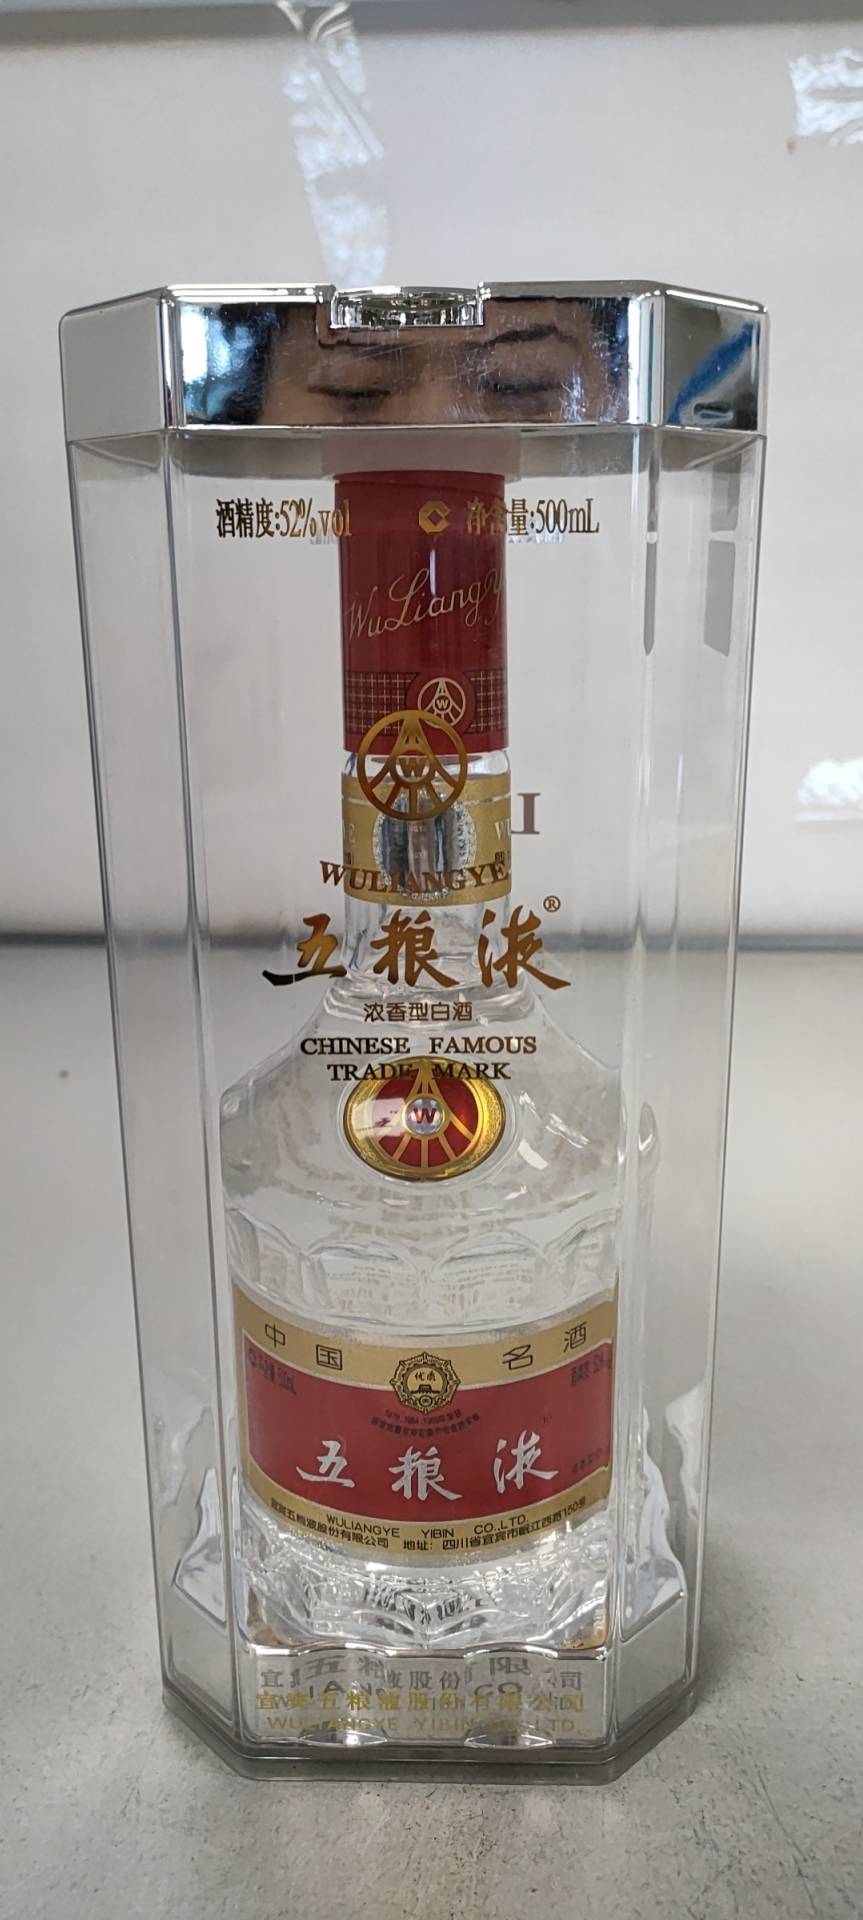 酒精度:52%vol 净含量:500mL
WuLiangye
W
W
WULIANGYE
五粮液®
浓香型白酒
CHINESE FAMOUS
TRADE MARK
W
中国名酒
优质
五粮液
WULIANGYE YIBIN CO.,LTD.
宜宾五粮液股份有限公司 地址:四川省宜宾市岷江西路150号
宜宾五粮液股份有限公司
WULIANGYE YIBIN CO.,LTD.